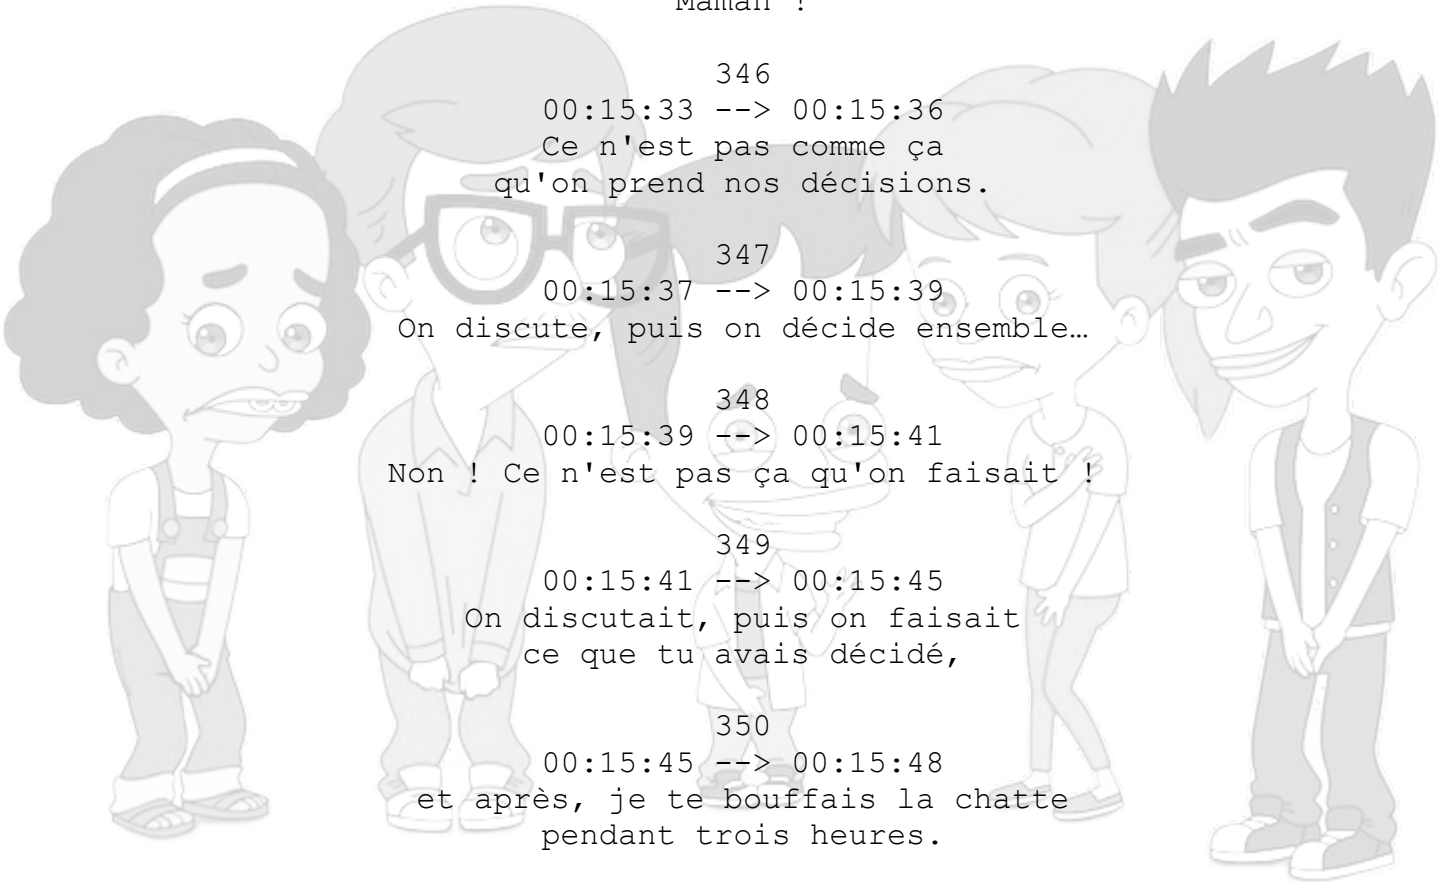 Maman !
346
00:15:33 --> 00:15:36
Ce n'est pas comme ça
qu'on prend nos décisions.
347
00:15:37 --> 00:15:39
On discute, puis on décide ensemble…
348
00:15:39 --> 00:15:41
Non ! Ce n'est pas ça qu'on faisait !
349
00:15:41 --> 00:15:45
On discutait, puis on faisait
ce que tu avais décidé,
350
00:15:45 --> 00:15:48
et après, je te bouffais la chatte
pendant trois heures.